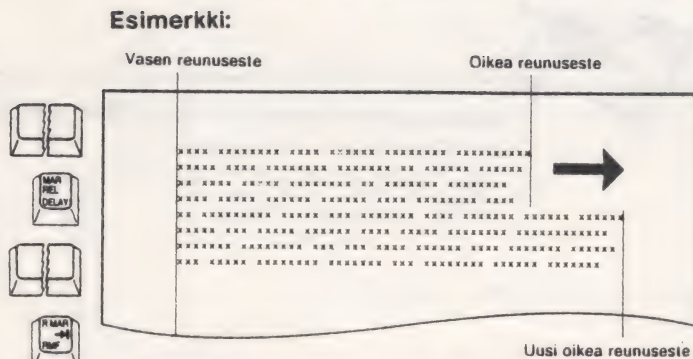 Esimerkki:
Vasen reunuseste Oikea reunuseste
MAR
REL
DELAY
R MAR
RMF
Uusi oikea reunuseste